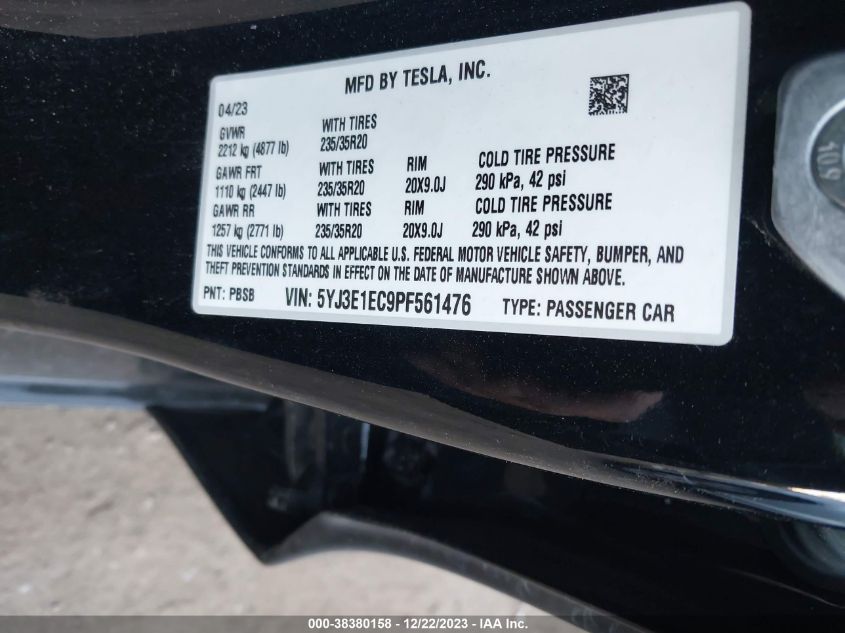 MFD BY TESLA, INC.
04/23
GVWR
2212 kg (4877 lb)
WITH TIRES
235/35R20
GAWR FRT
1110 kg (2447 lb)
WITH TIRES
235/35R20
RIM
20X9.0J
COLD TIRE PRESSURE
290 kPa, 42 psi
GAWR RR
1257 kg (2771 lb)
WITH TIRES
235/35R20
RIM
20X9.0J
COLD TIRE PRESSURE
290 kPa, 42 psi
THIS VEHICLE CONFORMS TO ALL APPLICABLE U.S. FEDERAL MOTOR VEHICLE SAFETY, BUMPER, AND
THEFT PREVENTION STANDARDS IN EFFECT ON THE DATE OF MANUFACTURE SHOWN ABOVE.
PNT: PBSB VIN: 5YJ3E1EC9PF561476 TYPE: PASSENGER CAR
10.9
000-38380158 - 12/22/2023 - IAAI.COM.